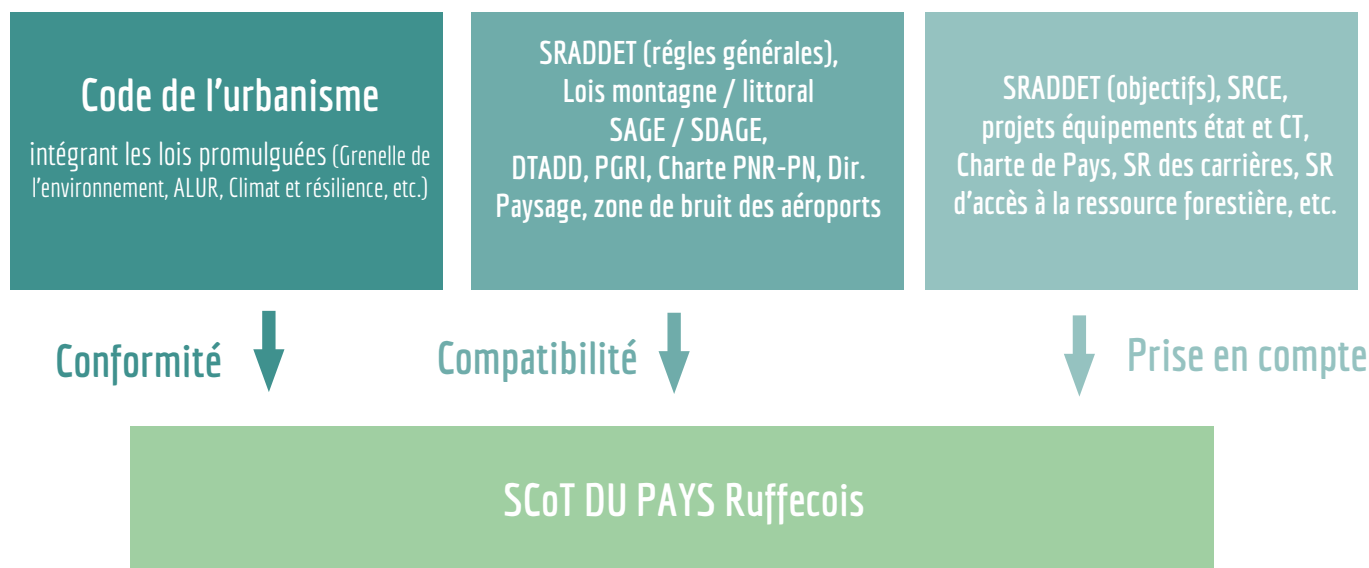 Code de l'urbanisme
intégrant les lois promulguées (Grenelle de
l'environnement, ALUR, Climat et résilience, etc.)
SRADDET (régles générales),
Lois montagne / littoral
SAGE / SDAGE,
DTADD, PGRI, Charte PNR-PN, Dir.
Paysage, zone de bruit des aéroports
SRADDET (objectifs), SRCE,
projets équipements état et CT,
Charte de Pays, SR des carrières, SR
d'accès à la ressource forestière, etc.
Conformité
Compatibilité
Prise en compte
SCoT DU PAYS Ruffecois